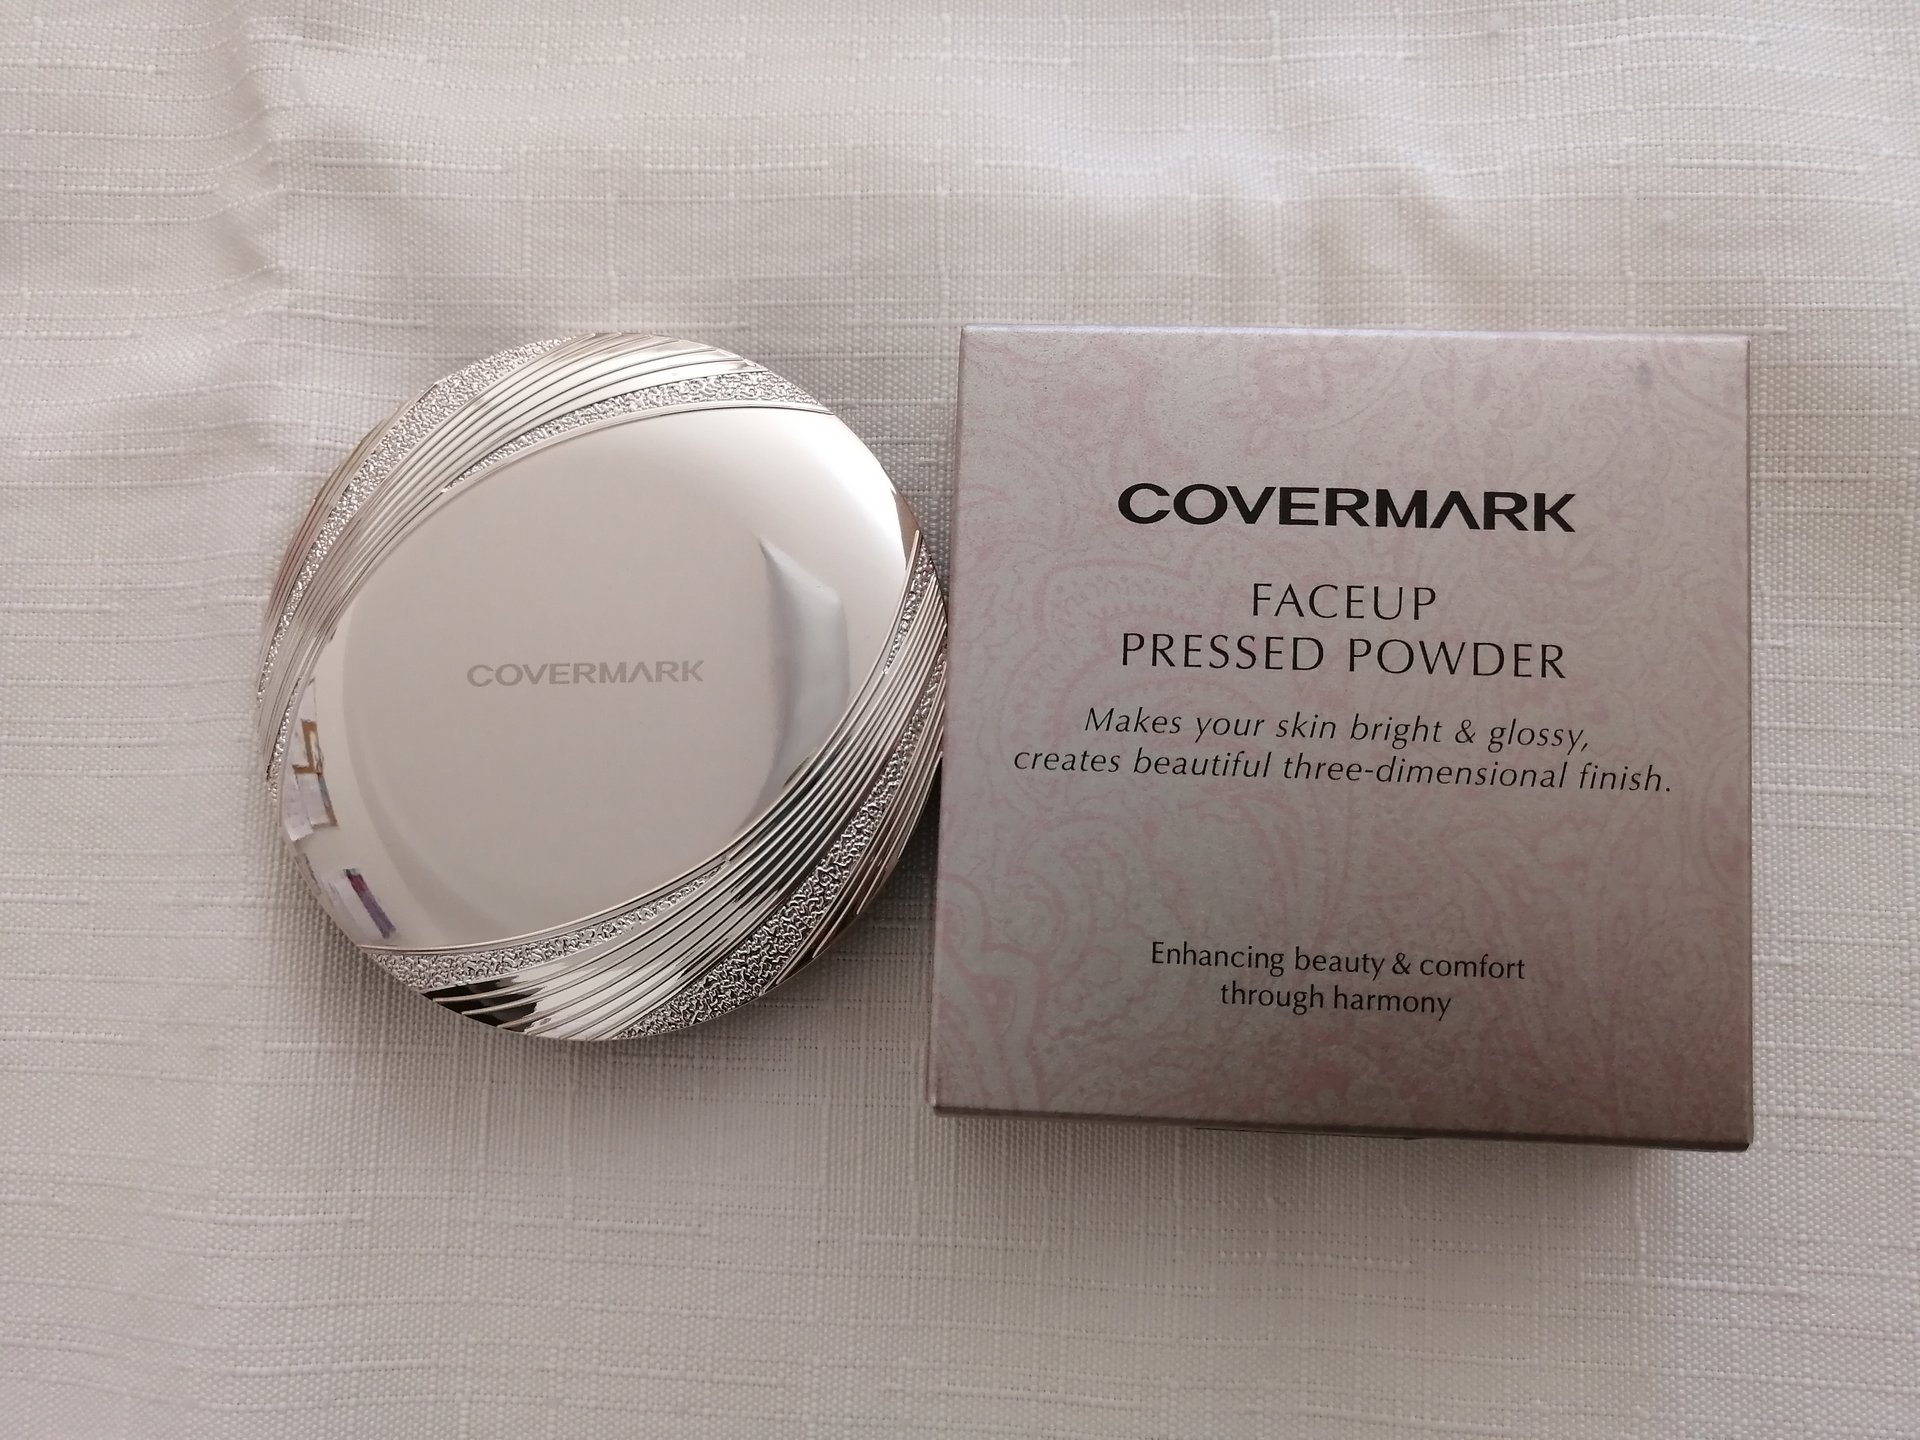 COVERMARK
COVERMARK
FACEUP
PRESSED POWDER
Makes your skin bright & glossy,
creates beautiful three-dimensional finish.
Enhancing beauty & comfort
through harmony